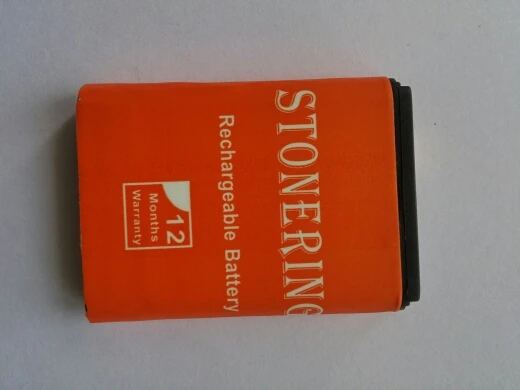 STONERING
Rechargeable Battery
12
Months
Warranty